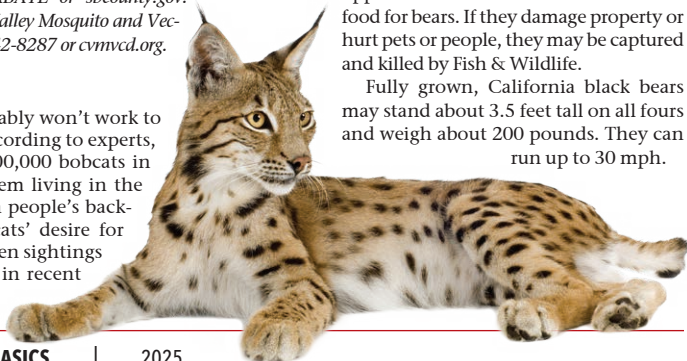 sbcounty.gov.
alley Mosquito and Vec-
2-8287 or cvmvcd.org.
ably won't work to
cording to experts,
00,000 bobcats in
em living in the
people's back-
ats' desire for
en sightings
in recent
food for bears. If they damage property or
hurt pets or people, they may be captured
and killed by Fish & Wildlife.
Fully grown, California black bears
may stand about 3.5 feet tall on all fours
and weigh about 200 pounds. They can
run up to 30 mph.
ASICS | 2025